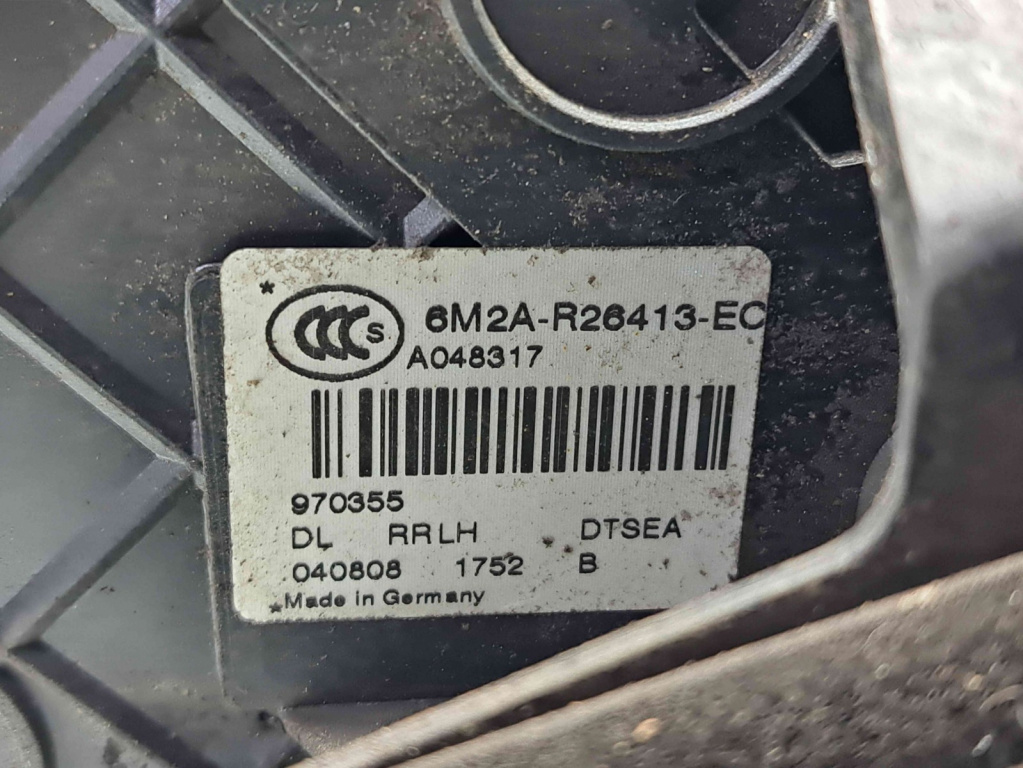 * CCC S 6M2A-R26413-EC
A048317
970355
DL RRLH DTSEA
040808 1752 B
*Made in Germany